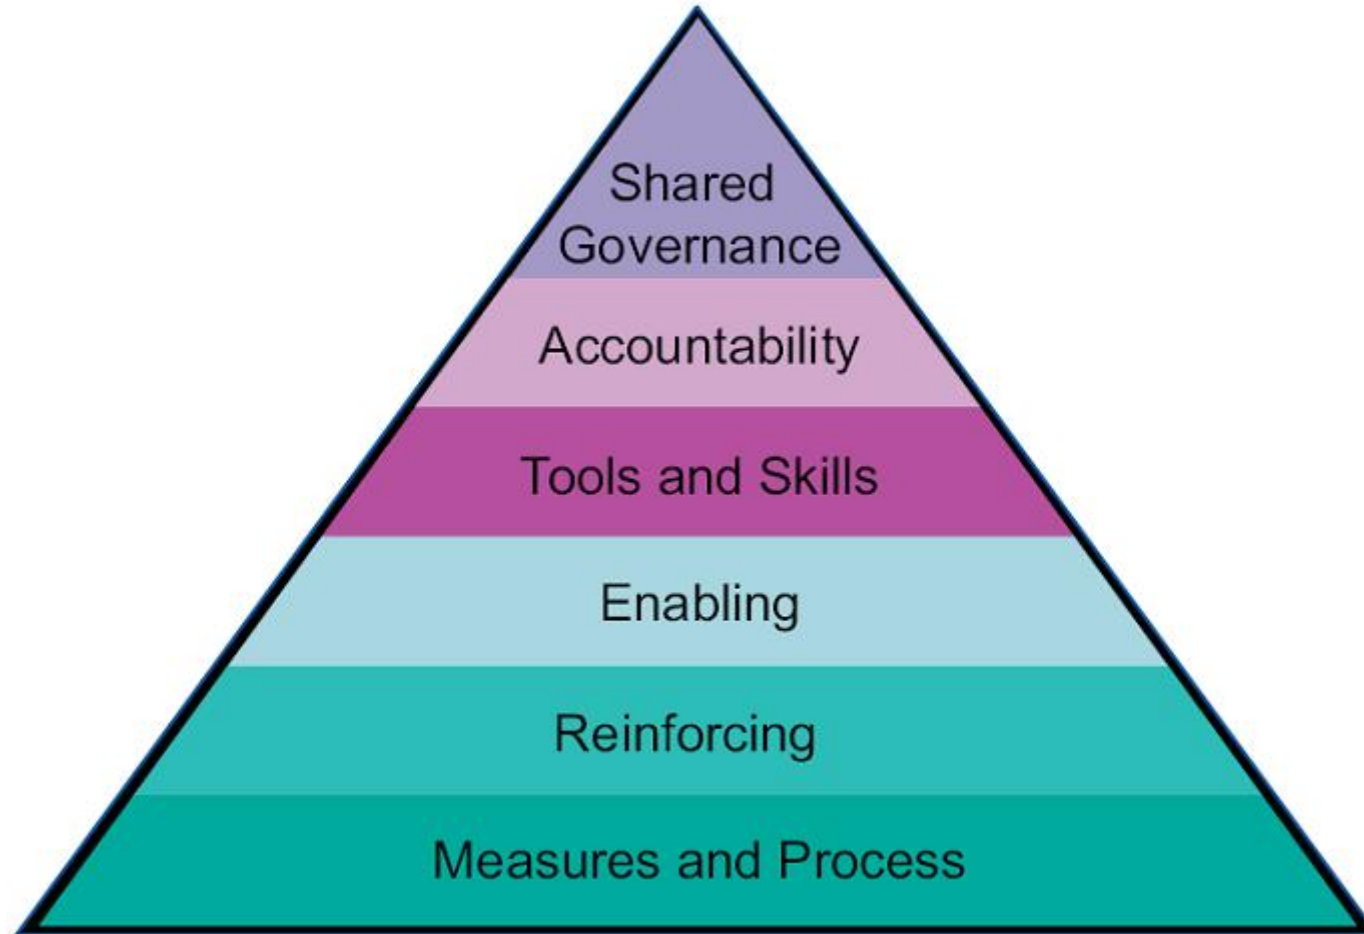 Shared
Governance
Accountability
Tools and Skills
Enabling
Reinforcing
Measures and Process